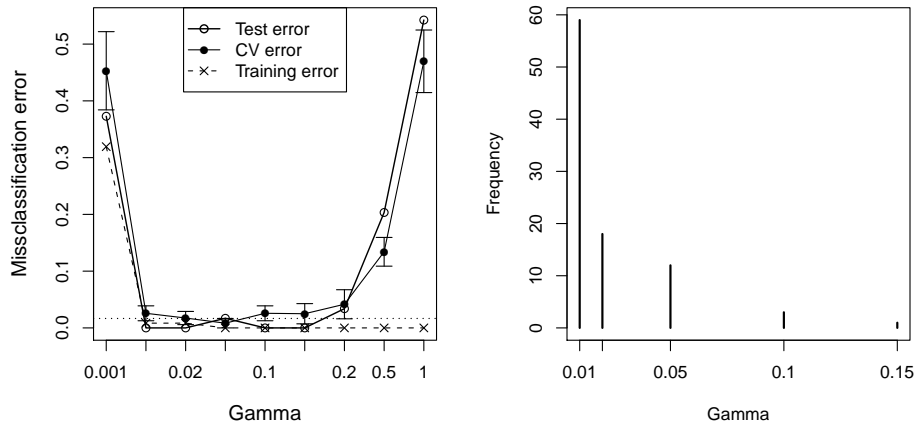 Test error
CV error
Training error
Missclassification error
0.0 0.1 0.2 0.3 0.4 0.5
0.001 0.02 0.1 0.2 0.5 1
Gamma
Frequency
0 10 20 30 40 50 60
0.01 0.05 0.1 0.15
Gamma